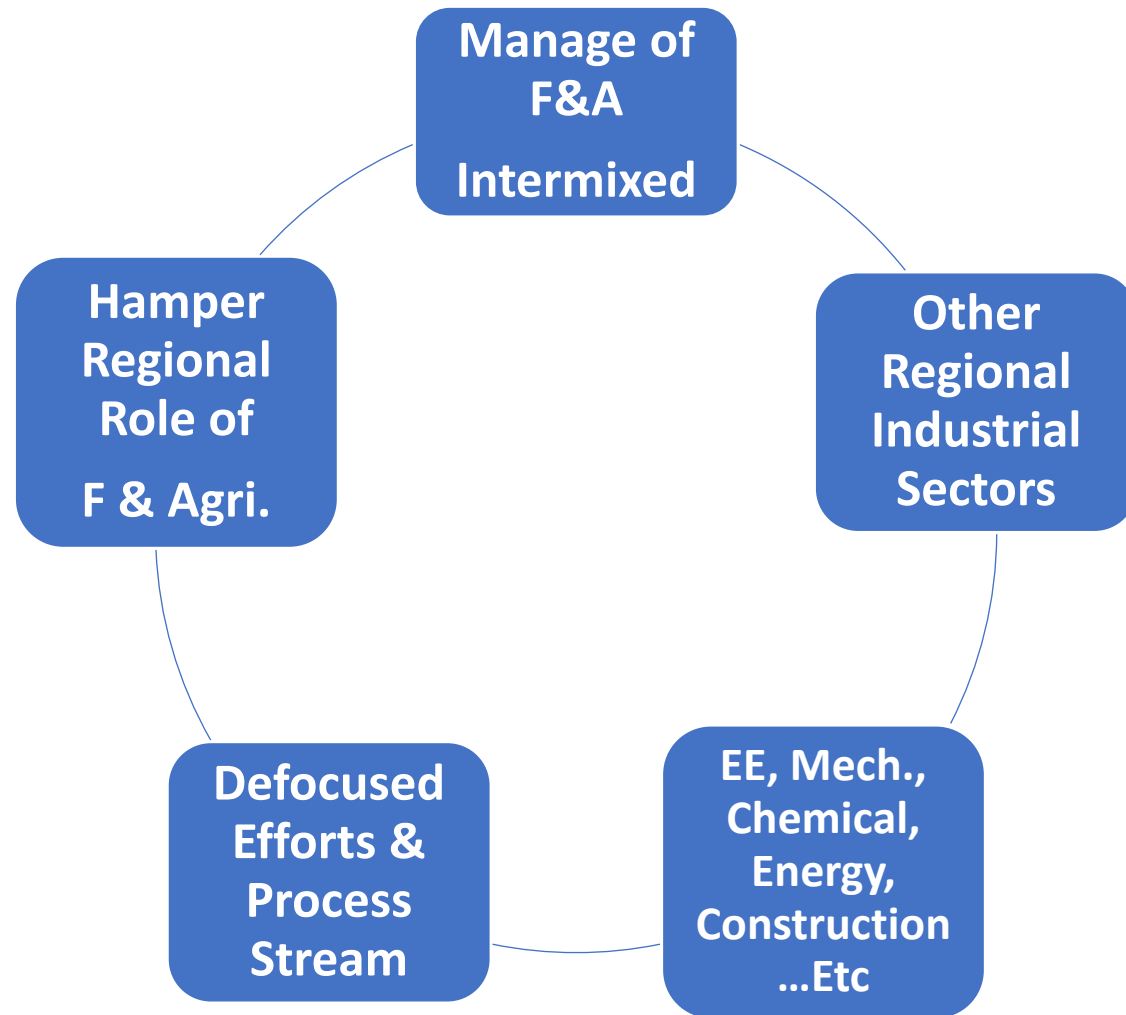 Manage of
F&A
Intermixed
Other
Regional
Industrial
Sectors
EE, Mech.,
Chemical,
Energy,
Construction
...Etc
Defocused
Efforts &
Process
Stream
Hamper
Regional
Role of
F & Agri.